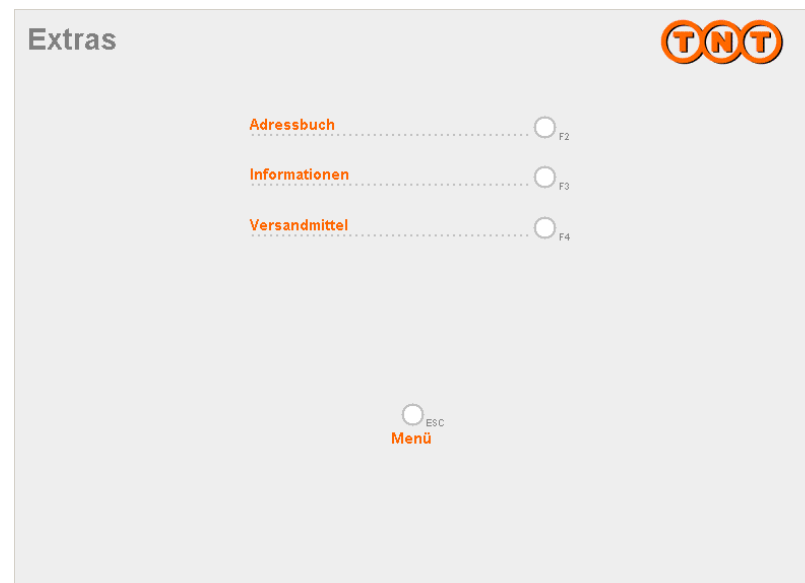 Extras
TNT
Adressbuch F2
Informationen F3
Versandmittel F4
ESC
Menü